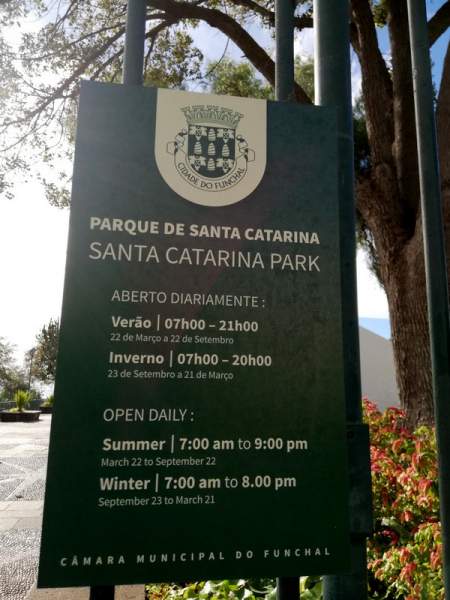 CIDADE DO FUNCHAL
PARQUE DE SANTA CATARINA
SANTA CATARINA PARK
ABERTO DIARIAMENTE :
Verão | 07h00 – 21h00
22 de Março a 22 de Setembro
Inverno | 07h00 – 20h00
23 de Setembro a 21 de Março
OPEN DAILY :
Summer | 7:00 am to 9:00 pm
March 22 to September 22
Winter | 7:00 am to 8.00 pm
September 23 to March 21
CÂMARA MUNICIPAL DO FUNCHAL